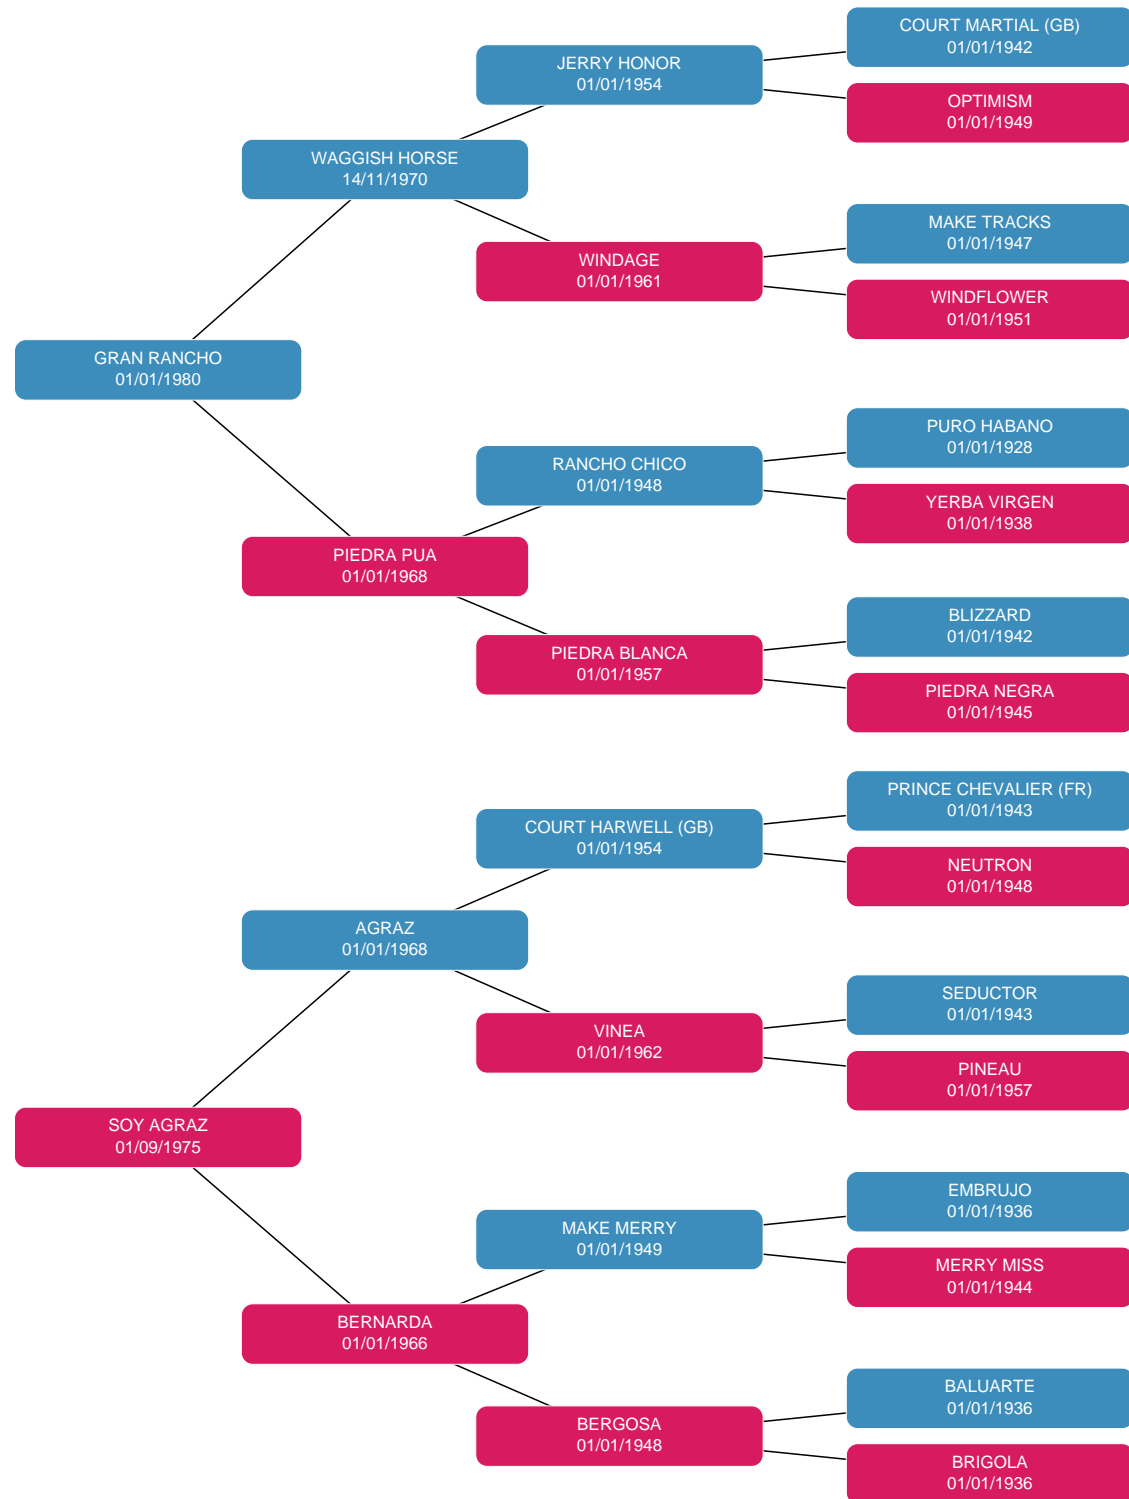 COURT MARTIAL (GB)
01/01/1942
JERRY HONOR
01/01/1954
OPTIMISM
01/01/1949
WAGGISH HORSE
14/11/1970
MAKE TRACKS
01/01/1947
WINDAGE
01/01/1961
WINDFLOWER
01/01/1951
GRAN RANCHO
01/01/1980
PURO HABANO
01/01/1928
RANCHO CHICO
01/01/1948
YERBA VIRGEN
01/01/1938
PIEDRA PUA
01/01/1968
BLIZZARD
01/01/1942
PIEDRA BLANCA
01/01/1957
PIEDRA NEGRA
01/01/1945
PRINCE CHEVALIER (FR)
01/01/1943
COURT HARWELL (GB)
01/01/1954
NEUTRON
01/01/1948
AGRAZ
01/01/1968
SEDUCTOR
01/01/1943
VINEA
01/01/1962
PINEAU
01/01/1957
SOY AGRAZ
01/09/1975
EMBRUJO
01/01/1936
MAKE MERRY
01/01/1949
MERRY MISS
01/01/1944
BERNARDA
01/01/1966
BALUARTE
01/01/1936
BERGOSA
01/01/1948
BRIGOLA
01/01/1936